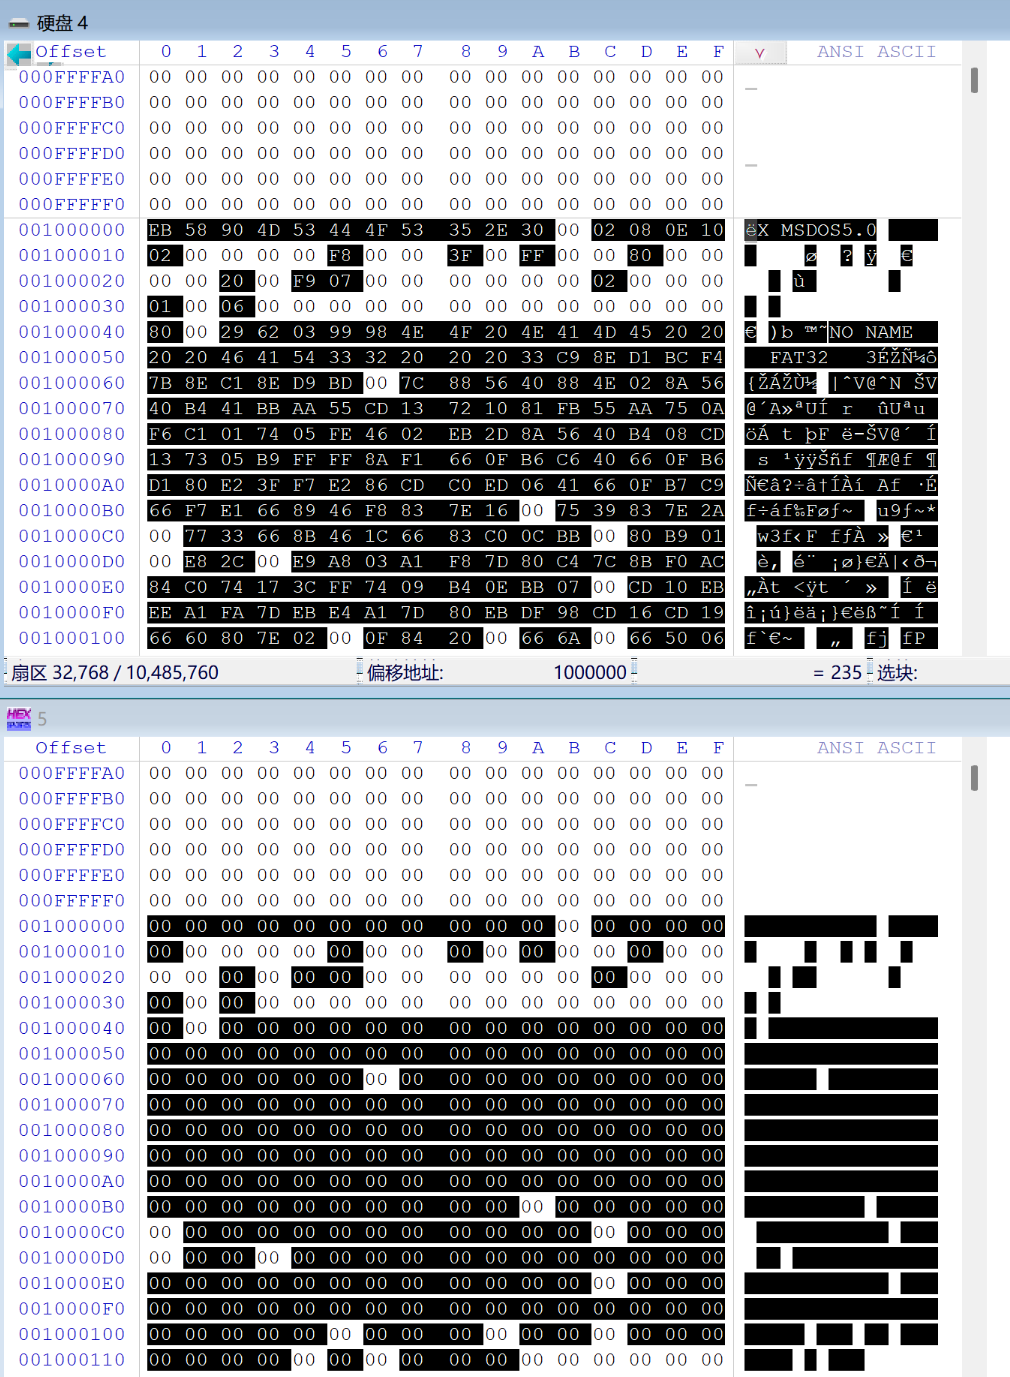 硬盘 4
Offset 0 1 2 3 4 5 6 7 8 9 A B C D E F ANSI ASCII
000FFFFA0 00 00 00 00 00 00 00 00 00 00 00 00 00 00 00 00
000FFFFB0 00 00 00 00 00 00 00 00 00 00 00 00 00 00 00 00
000FFFFC0 00 00 00 00 00 00 00 00 00 00 00 00 00 00 00 00
000FFFFD0 00 00 00 00 00 00 00 00 00 00 00 00 00 00 00 00
000FFFFE0 00 00 00 00 00 00 00 00 00 00 00 00 00 00 00 00
000FFFFF0 00 00 00 00 00 00 00 00 00 00 00 00 00 00 00 00
001000000 EB 58 90 4D 53 44 4F 53 35 2E 30 00 02 08 0E 10 ëX MSDOS5.0
001000010 02 00 00 00 00 F8 00 00 3F 00 FF 00 00 80 00 00 ø ? ÿ €
001000020 00 00 20 00 F9 07 00 00 00 00 00 00 02 00 00 00 ù
001000030 01 00 06 00 00 00 00 00 00 00 00 00 00 00 00 00
001000040 80 00 29 62 03 99 98 4E 4F 20 4E 41 4D 45 20 20 € )b ™˜NO NAME
001000050 20 20 46 41 54 33 32 20 20 20 33 C9 8E D1 BC F4 FAT32 3ÉŽÑ¼ô
001000060 7B 8E C1 8E D9 BD 00 7C 88 56 40 88 4E 02 8A 56 {ŽÁŽÙ½ |ˆV@ˆN ŠV
001000070 40 B4 41 BB AA 55 CD 13 72 10 81 FB 55 AA 75 0A @´A»ªUÍ r ûUªu
001000080 F6 C1 01 74 05 FE 46 02 EB 2D 8A 56 40 B4 08 CD öÁ t þF ë-ŠV@´ Í
001000090 13 73 05 B9 FF FF 8A F1 66 0F B6 C6 40 66 0F B6 s ¹ÿÿŠñf ¶Æ@f ¶
0010000A0 D1 80 E2 3F F7 E2 86 CD C0 ED 06 41 66 0F B7 C9 Ñ€â?÷â†ÍÀí Af ·É
0010000B0 66 F7 E1 66 89 46 F8 83 7E 16 00 75 39 83 7E 2A f÷áf‰Føƒ~ u9ƒ~*
0010000C0 00 77 33 66 8B 46 1C 66 83 C0 0C BB 00 80 B9 01 w3f‹F fƒÀ » €¹
0010000D0 00 E8 2C 00 E9 A8 03 A1 F8 7D 80 C4 7C 8B F0 AC è, é¨ ¡ø}€Ä|‹ð¬
0010000E0 84 C0 74 17 3C FF 74 09 B4 0E BB 07 00 CD 10 EB „Àt <ÿt ´ » Í ë
0010000F0 EE A1 FA 7D EB E4 A1 7D 80 EB DF 98 CD 16 CD 19 î¡ú}ëä¡}€ëß˜Í Í
001000100 66 60 80 7E 02 00 0F 84 20 00 66 6A 00 66 50 06 f`€~ „ fj fP
扇区 32,768 / 10,485,760 偏移地址: 1000000 = 235 选块:
HEX 5
Offset 0 1 2 3 4 5 6 7 8 9 A B C D E F ANSI ASCII
000FFFFA0 00 00 00 00 00 00 00 00 00 00 00 00 00 00 00 00
000FFFFB0 00 00 00 00 00 00 00 00 00 00 00 00 00 00 00 00
000FFFFC0 00 00 00 00 00 00 00 00 00 00 00 00 00 00 00 00
000FFFFD0 00 00 00 00 00 00 00 00 00 00 00 00 00 00 00 00
000FFFFE0 00 00 00 00 00 00 00 00 00 00 00 00 00 00 00 00
000FFFFF0 00 00 00 00 00 00 00 00 00 00 00 00 00 00 00 00
001000000 00 00 00 00 00 00 00 00 00 00 00 00 00 00 00 00
001000010 00 00 00 00 00 00 00 00 00 00 00 00 00 00 00 00
001000020 00 00 00 00 00 00 00 00 00 00 00 00 00 00 00 00
001000030 00 00 00 00 00 00 00 00 00 00 00 00 00 00 00 00
001000040 00 00 00 00 00 00 00 00 00 00 00 00 00 00 00 00
001000050 00 00 00 00 00 00 00 00 00 00 00 00 00 00 00 00
001000060 00 00 00 00 00 00 00 00 00 00 00 00 00 00 00 00
001000070 00 00 00 00 00 00 00 00 00 00 00 00 00 00 00 00
001000080 00 00 00 00 00 00 00 00 00 00 00 00 00 00 00 00
001000090 00 00 00 00 00 00 00 00 00 00 00 00 00 00 00 00
0010000A0 00 00 00 00 00 00 00 00 00 00 00 00 00 00 00 00
0010000B0 00 00 00 00 00 00 00 00 00 00 00 00 00 00 00 00
0010000C0 00 00 00 00 00 00 00 00 00 00 00 00 00 00 00 00
0010000D0 00 00 00 00 00 00 00 00 00 00 00 00 00 00 00 00
0010000E0 00 00 00 00 00 00 00 00 00 00 00 00 00 00 00 00
0010000F0 00 00 00 00 00 00 00 00 00 00 00 00 00 00 00 00
001000100 00 00 00 00 00 00 00 00 00 00 00 00 00 00 00 00
001000110 00 00 00 00 00 00 00 00 00 00 00 00 00 00 00 00